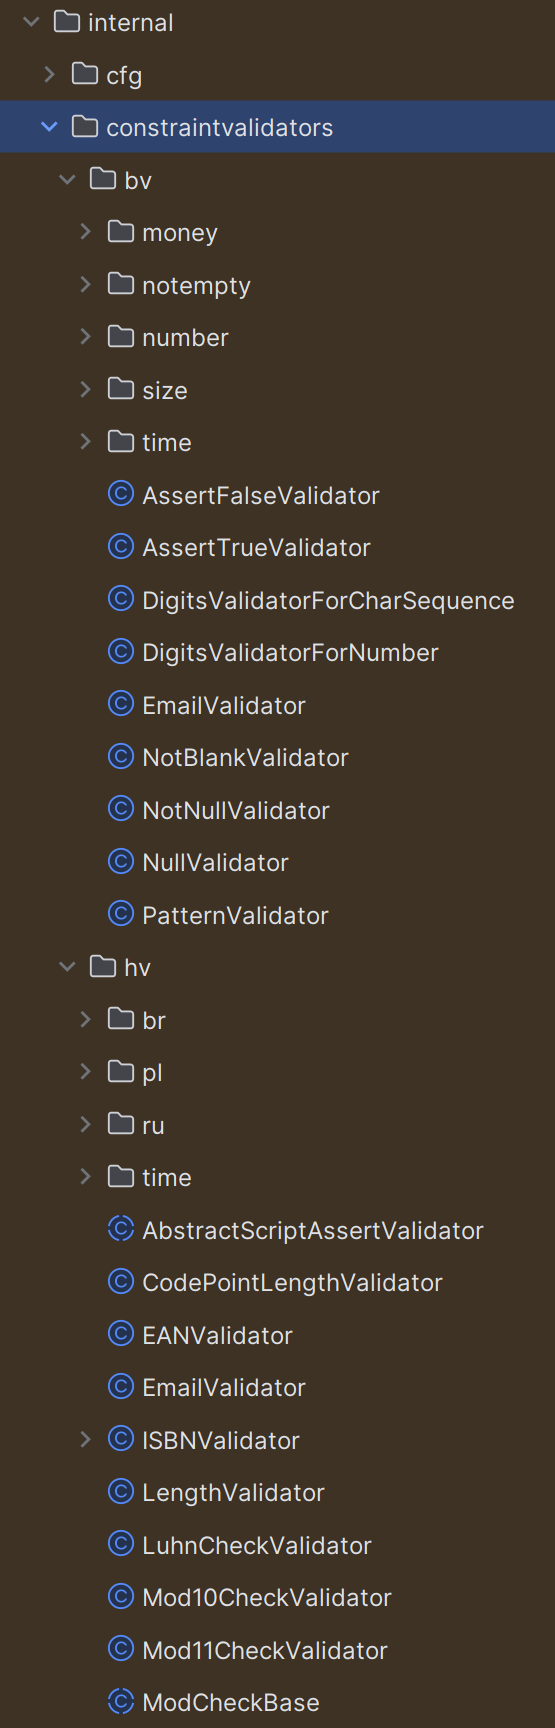 internal
cfg
constraintvalidators
bv
money
notempty
number
size
time
AssertFalseValidator
AssertTrueValidator
DigitsValidatorForCharSequence
DigitsValidatorForNumber
EmailValidator
NotBlankValidator
NotNullValidator
NullValidator
PatternValidator
hv
br
pl
ru
time
AbstractScriptAssertValidator
CodePointLengthValidator
EANValidator
EmailValidator
ISBNValidator
LengthValidator
LuhnCheckValidator
Mod10CheckValidator
Mod11CheckValidator
ModCheckBase